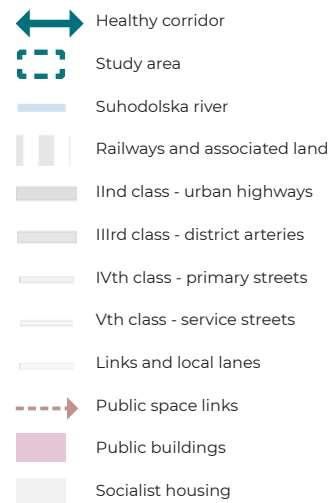 Healthy corridor
Study area
Suhodolska river
Railways and associated land
IInd class - urban highways
IIIrd class - district arteries
IVth class - primary streets
Vth class - service streets
Links and local lanes
Public space links
Public buildings
Socialist housing